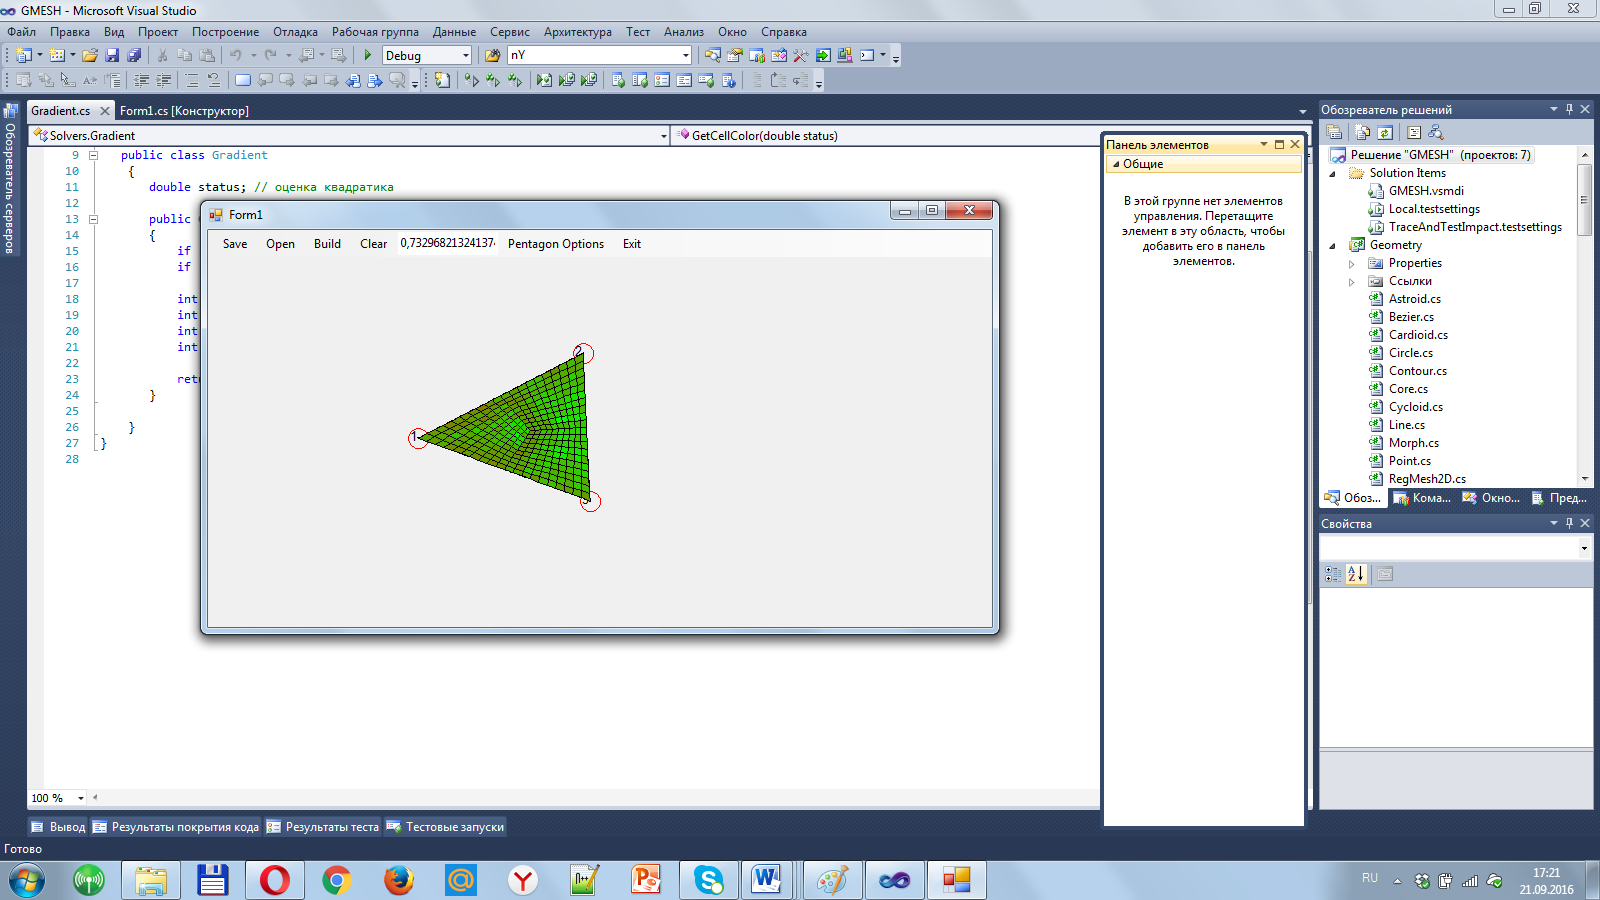 GMESH - Microsoft Visual Studio
Файл Правка Вид Проект Построение Отладка Рабочая группа Данные Сервис Архитектура Тест Анализ Окно Справка
Debug nY
Gradient.cs Form1.cs [Конструктор]
Solvers.Gradient GetCellColor(double status)
9 public class Gradient
10 {
11 double status; // оценка квадратика
12
13 public
14 {
15 if
16 if
17
18 int
19 int
20 int
21 int
22
23
24 }
25
26 }
27 }
28
Обозреватель серверов
Form1
Save Open Build Clear 0,7329682132413 Pentagon Options Exit
2
1
3
100 %
Панель элементов
Общие
В этой группе нет элементов
управления. Перетащите
элемент в эту область, чтобы
добавить его в панель
элементов.
Обозреватель решений
Решение "GMESH" (проектов: 7)
Solution Items
GMESH.vsmdi
Local.testsettings
TraceAndTestImpact.testsettings
Geometry
Properties
Ссылки
Astroid.cs
Bezier.cs
Cardioid.cs
Circle.cs
Contour.cs
Core.cs
Cycloid.cs
Line.cs
Morph.cs
Point.cs
RegMesh2D.cs
Обоз... Кома... Окно... Пред...
Свойства
Вывод Результаты покрытия кода Результаты теста Тестовые запуски
Готово
RU
17:21
21.09.2016